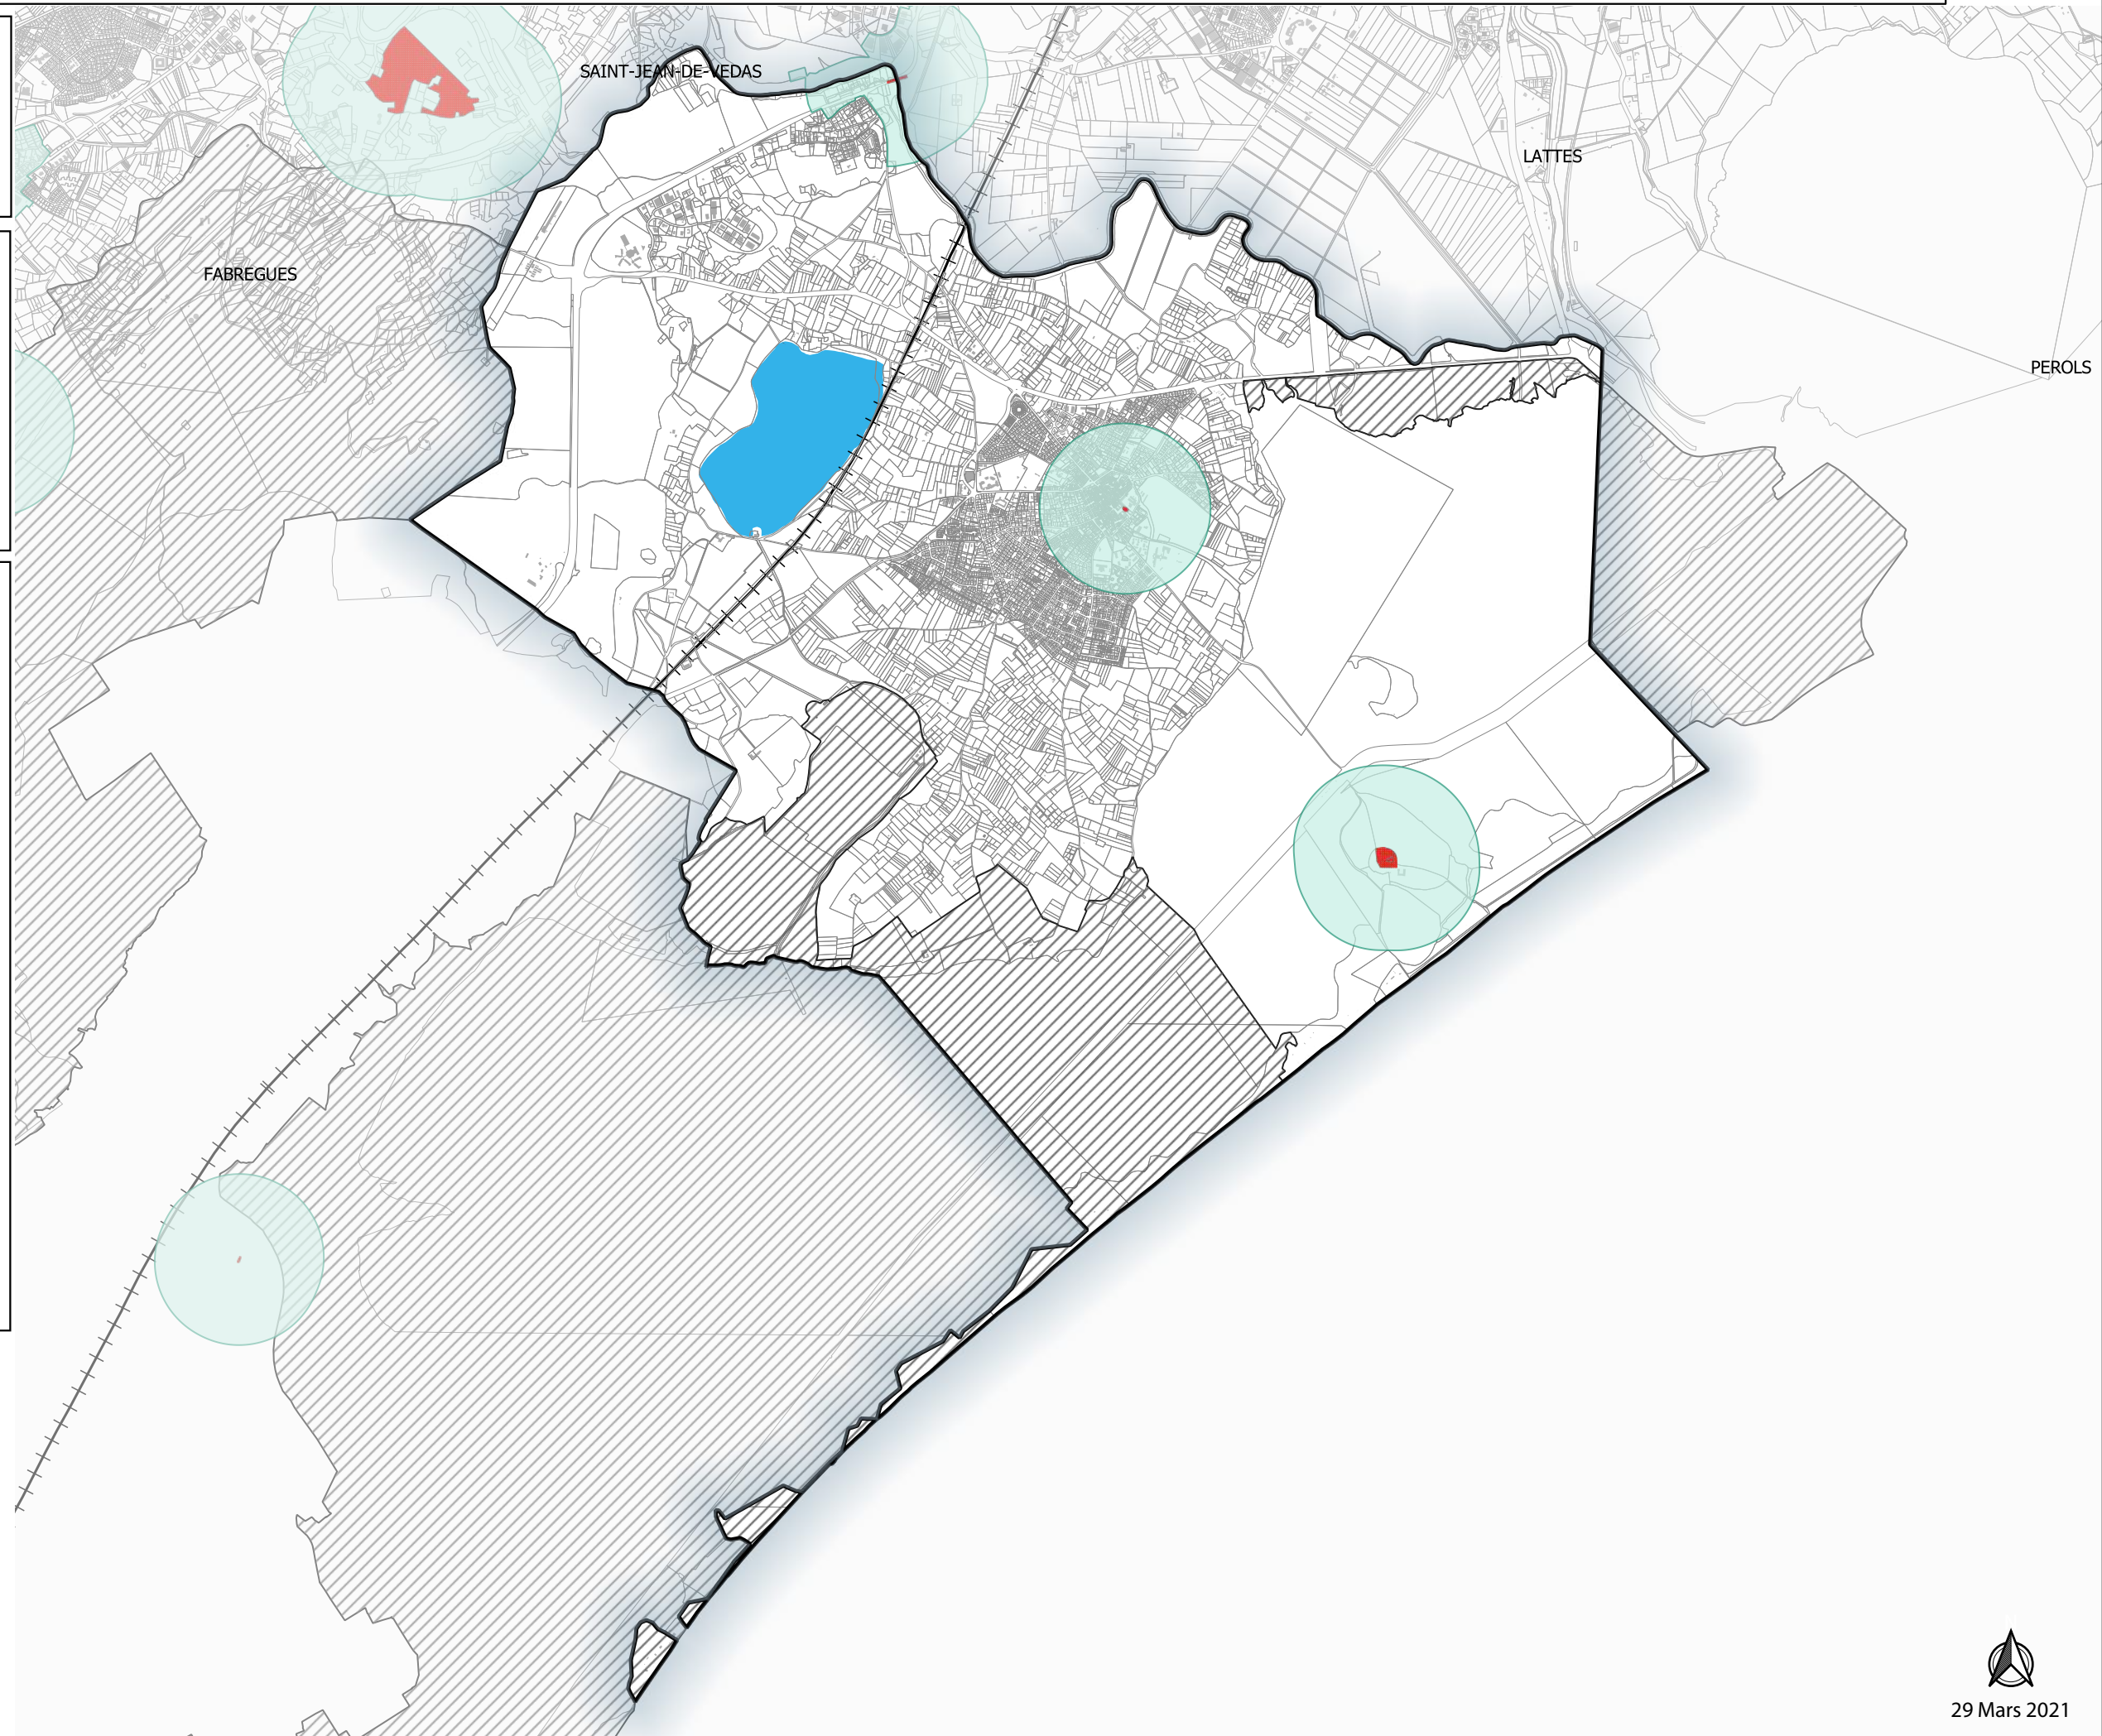 SAINT-JEAN-DE-VEDAS
LATTES
FABREGUES
PEROLS
29 Mars 2021